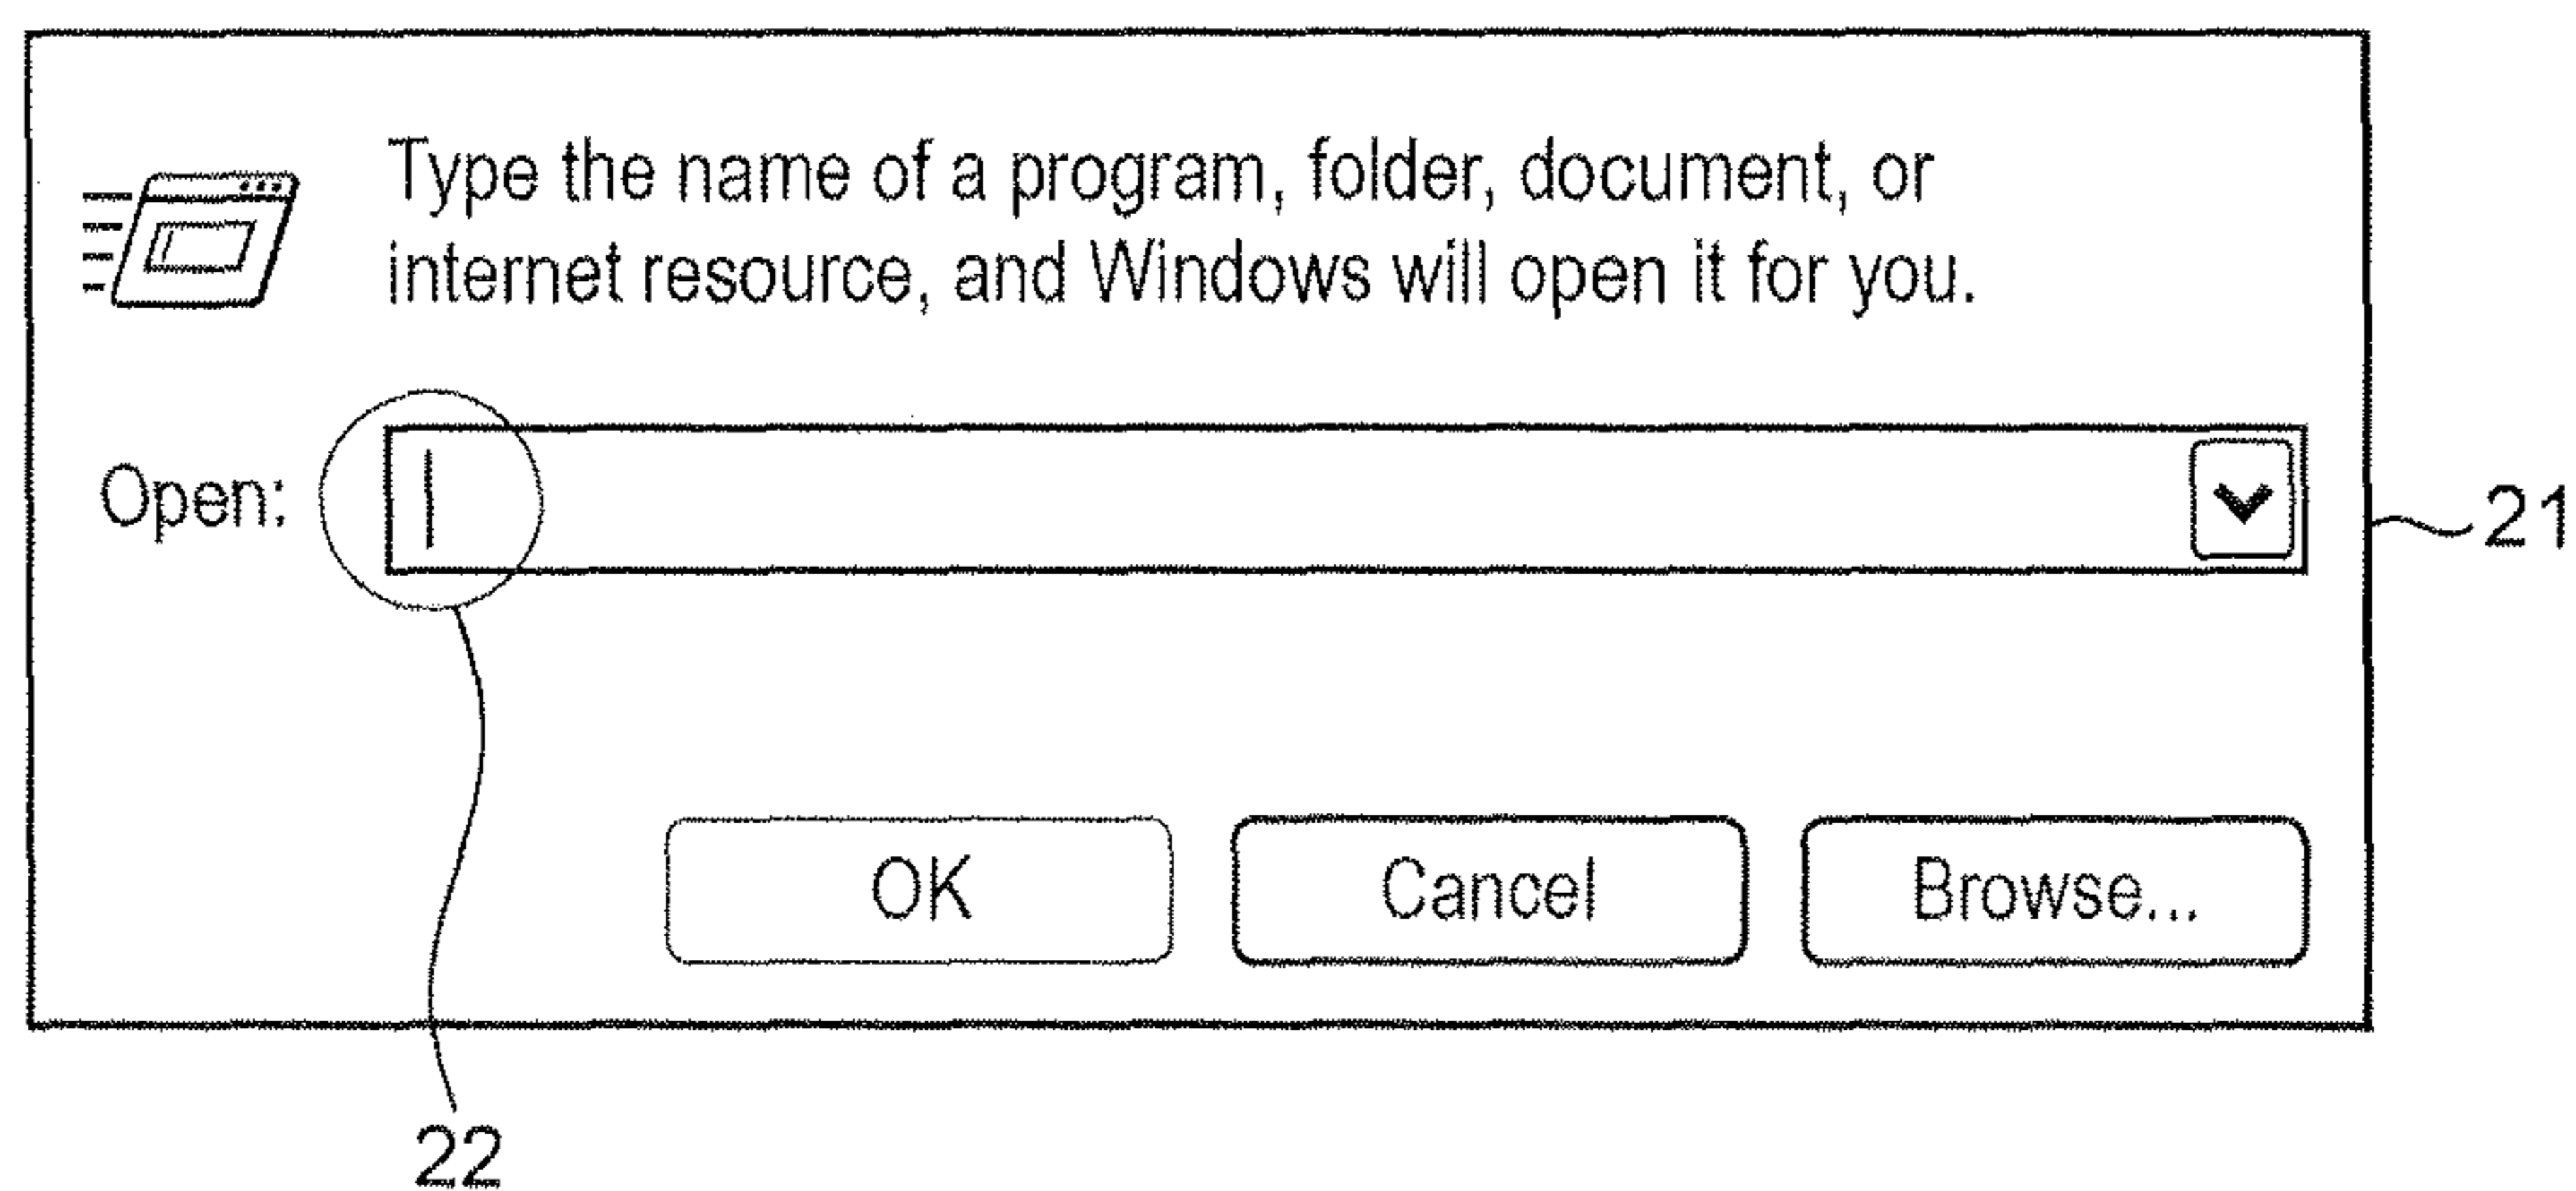 Type the name of a program, folder, document, or
internet resource, and Windows will open it for you.
Open:
21
OK Cancel Browse...
22